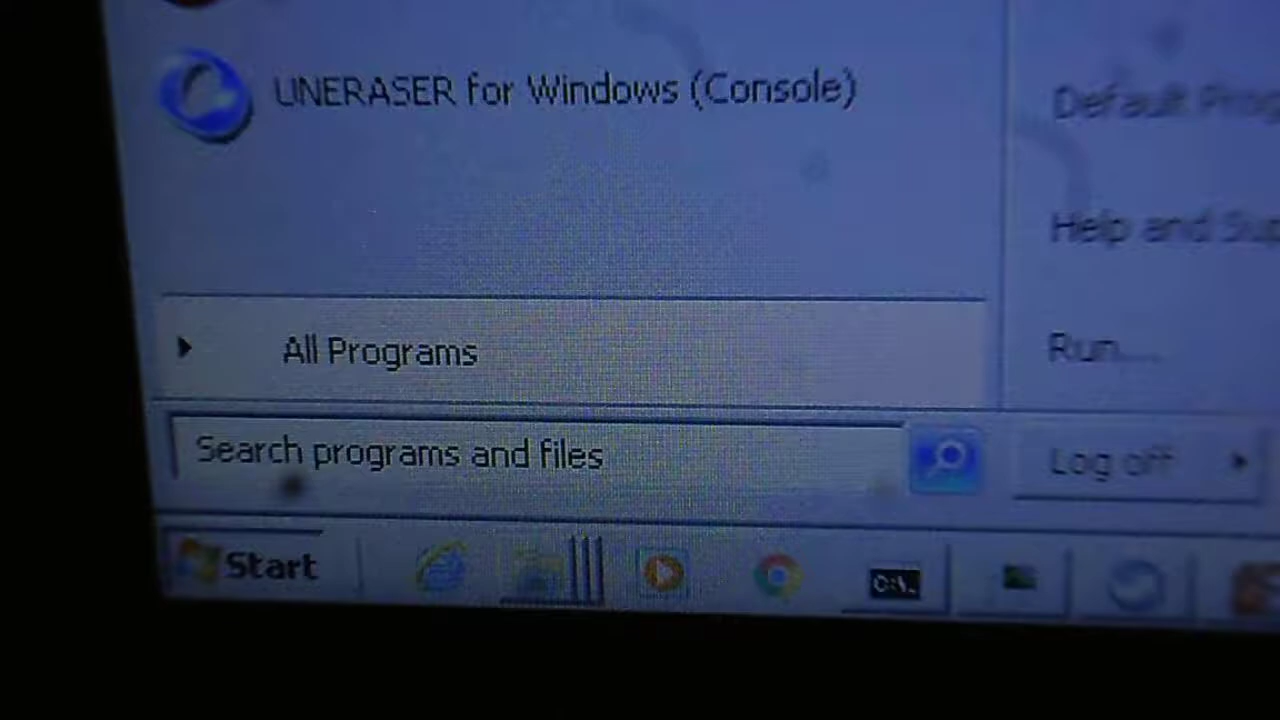 UNERASER for Windows (Console)
Default Prog
Help and Sup
All Programs
Run...
Search programs and files
Log off
Start
C:\.